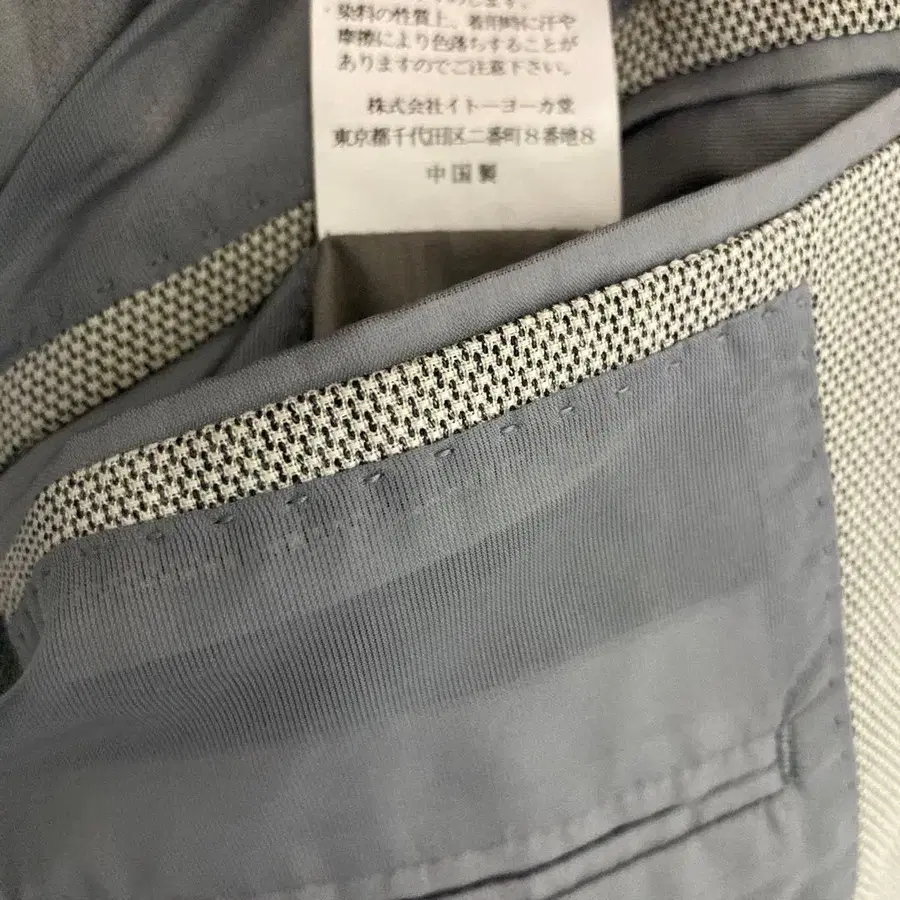 ・染料の性質上、着用時に汗や
摩擦により色落ちすることが
ありますのでご注意下さい。
株式会社イトーヨーカ堂
東京都千代田区二番町8番地8
中国製